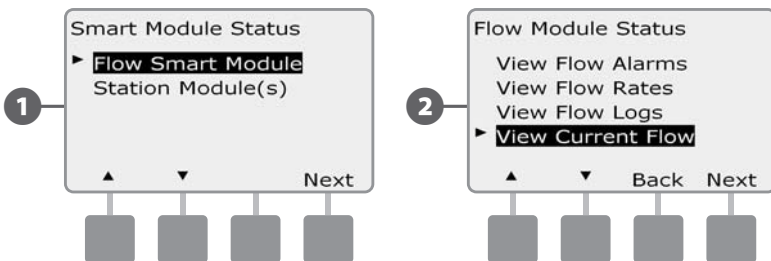 1
Smart Module Status
Flow Smart Module
Station Module(s)
Next
2
Flow Module Status
View Flow Alarms
View Flow Rates
View Flow Logs
View Current Flow
Back Next